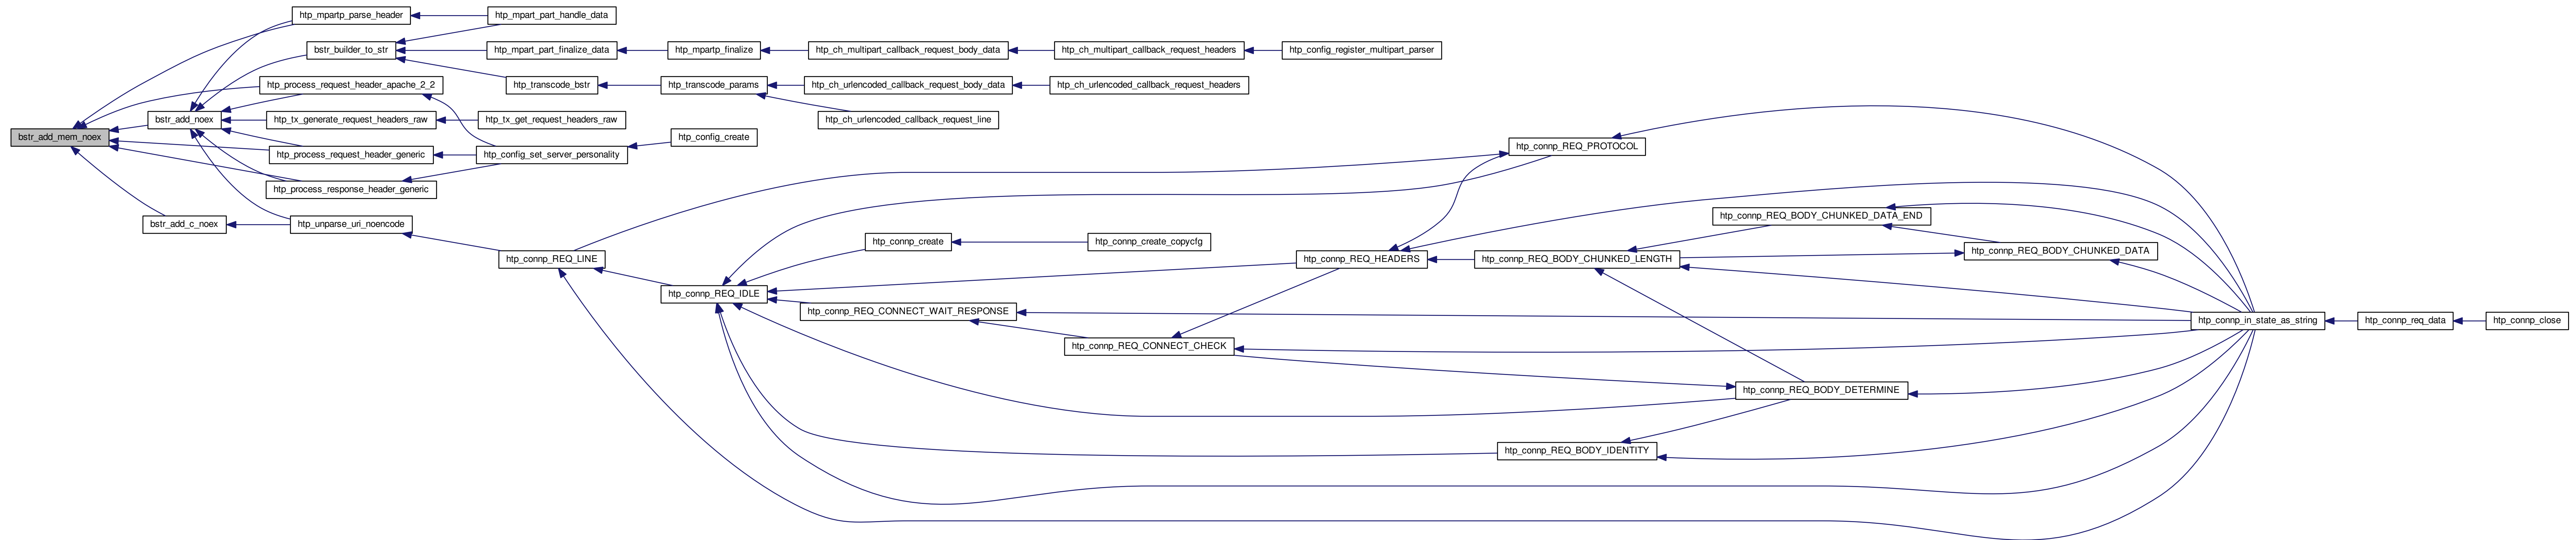 htp_mpartp_parse_header
htp_mpart_part_handle_data
bstr_builder_to_str
htp_mpart_part_finalize_data
htp_mpartp_finalize
htp_ch_multipart_callback_request_body_data
htp_ch_multipart_callback_request_headers
htp_config_register_multipart_parser
htp_process_request_header_apache_2_2
htp_transcode_bstr
htp_transcode_params
htp_ch_urlencoded_callback_request_body_data
htp_ch_urlencoded_callback_request_headers
bstr_add_noex
htp_tx_generate_request_headers_raw
htp_tx_get_request_headers_raw
htp_ch_urlencoded_callback_request_line
bstr_add_mem_noex
htp_config_create
htp_connp_REQ_PROTOCOL
htp_process_request_header_generic
htp_config_set_server_personality
htp_process_response_header_generic
bstr_add_c_noex
htp_unparse_uri_noencode
htp_connp_REQ_BODY_CHUNKED_DATA_END
htp_connp_create
htp_connp_create_copycfg
htp_connp_REQ_BODY_CHUNKED_DATA
htp_connp_REQ_LINE
htp_connp_REQ_HEADERS
htp_connp_REQ_BODY_CHUNKED_LENGTH
htp_connp_REQ_IDLE
htp_connp_REQ_CONNECT_WAIT_RESPONSE
htp_connp_in_state_as_string
htp_connp_req_data
htp_connp_close
htp_connp_REQ_CONNECT_CHECK
htp_connp_REQ_BODY_DETERMINE
htp_connp_REQ_BODY_IDENTITY